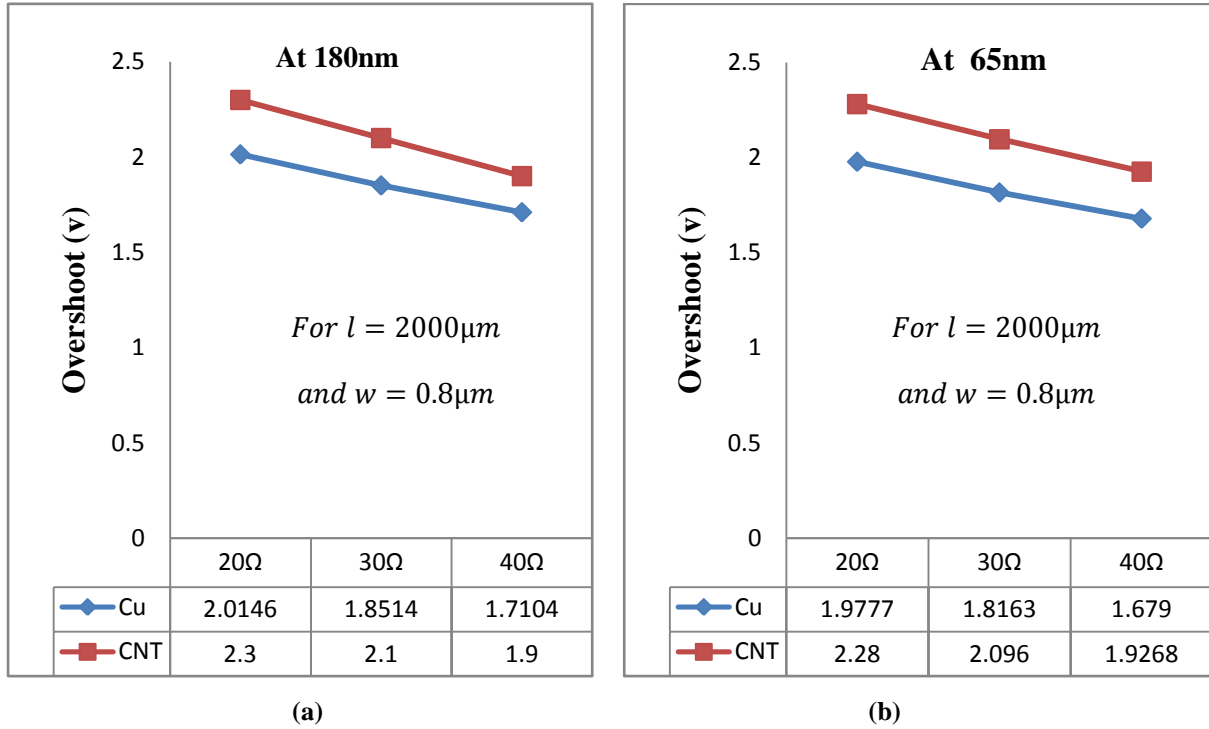 At 180nm
2.5
2
1.5
1
0.5
0
Overshoot (v)
For l = 2000μm
and w = 0.8μm
20Ω 30Ω 40Ω
Cu 2.0146 1.8514 1.7104
CNT 2.3 2.1 1.9
(a)
At 65nm
2.5
2
1.5
1
0.5
0
Overshoot (v)
For l = 2000μm
and w = 0.8μm
20Ω 30Ω 40Ω
Cu 1.9777 1.8163 1.679
CNT 2.28 2.096 1.9268
(b)